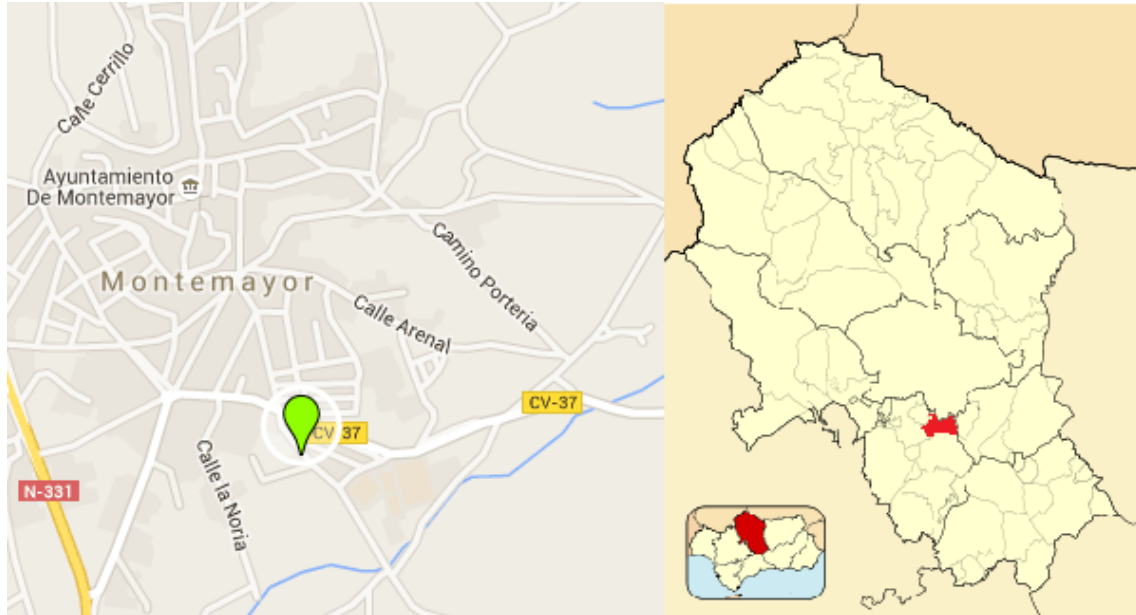 Calle Cerrillo
Ayuntamiento
De Montemayor
Montemayor
Camino Porteria
Calle Arenal
CV-37
CV-37
Calle la Noria
N-331